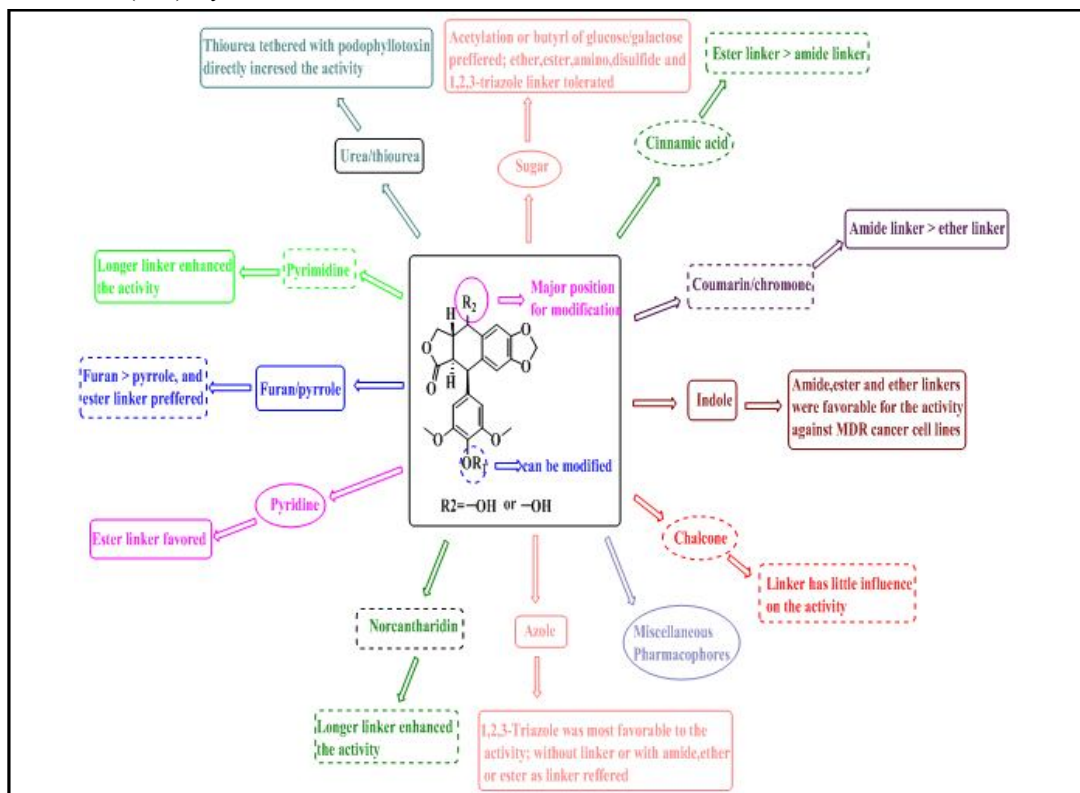 Thiourea tethered with podophyllotoxin
directly incresed the activity
Acetylation or butyrl of glucose/galactose
preffered; ether,ester,amino,disulfide and
1,2,3-triazole linker tolerated
Ester linker > amide linker
Urea/thiourea
Sugar
Cinnamic acid
Amide linker > ether linker
Longer linker enhanced
the activity
Pyrimidine
Coumarin/chromone
R2
Major position
for modification
H
O
O
O
O
H
Furan > pyrrole, and
ester linker preffered
Furan/pyrrole
Indole
Amide,ester and ether linkers
were favorable for the activity
against MDR cancer cell lines
O
O
OR
can be modified
R2=−OH or −OH
Pyridine
Ester linker favored
Chalcone
Linker has little influence
on the activity
Norcantharidin
Azole
Miscellaneous
Pharmacophores
Longer linker enhanced
the activity
1,2,3-Triazole was most favorable to the
activity; without linker or with amide,ether
or ester as linker reffered